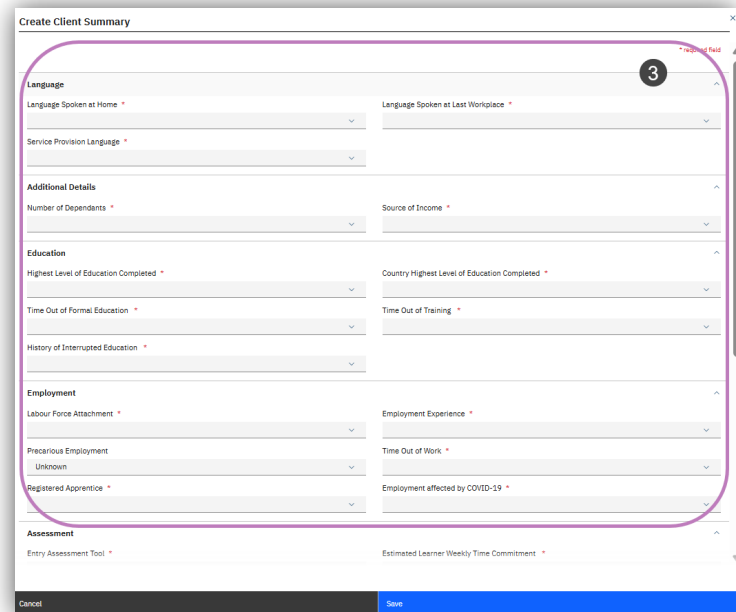 Create Client Summary
* required field
3
Language
Language Spoken at Home *
Language Spoken at Last Workplace *
Service Provision Language *
Additional Details
Number of Dependants *
Source of Income *
Education
Highest Level of Education Completed *
Country Highest Level of Education Completed *
Time Out of Formal Education *
Time Out of Training *
History of Interrupted Education *
Employment
Labour Force Attachment *
Employment Experience *
Precarious Employment
Unknown
Time Out of Work *
Registered Apprentice *
Employment affected by COVID-19 *
Assessment
Entry Assessment Tool *
Estimated Learner Weekly Time Commitment *
Cancel
Save